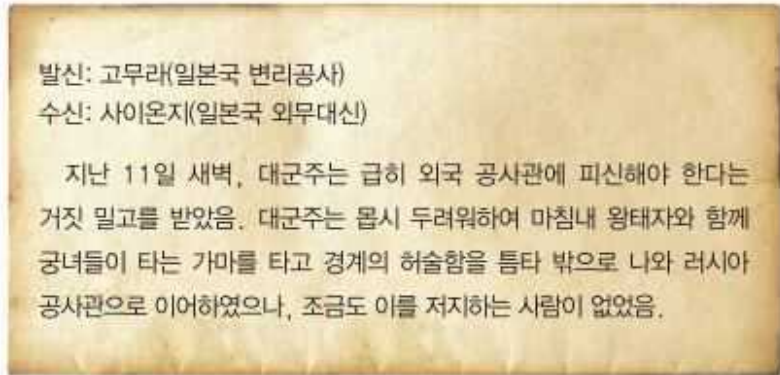 발신: 고무라(일본국 변리공사)
수신: 사이온지(일본국 외무대신)
지난 11일 새벽, 대군주는 급히 외국 공사관에 피신해야 한다는
거짓 밀고를 받았음. 대군주는 몹시 두려워하여 마침내 왕태자와 함께
궁녀들이 타는 가마를 타고 경계의 허술함을 틈타 밖으로 나와 러시아
공사관으로 이어하였으나, 조금도 이를 저지하는 사람이 없었음.